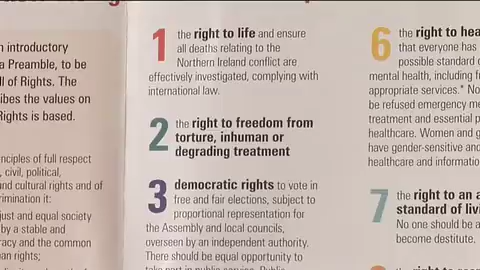 n introductory
a Preamble, to be
ll of Rights. The
ibes the values on
Rights is based.
nciples of full respect
, civil, political,
and cultural rights and of
rimination it:
just and equal society
by a stable and
racy and the common
an rights;
1 the right to life and ensure
all deaths relating to the
Northern Ireland conflict are
effectively investigated, complying with
international law.
2 the right to freedom from
torture, inhuman or
degrading treatment
3 democratic rights to vote in
free and fair elections, subject to
proportional representation for
the Assembly and local councils,
overseen by an independent authority.
There should be equal opportunity to
take part in public service. Public
6 the right to hea
that everyone has
possible standard o
mental health, including f
appropriate services.* No
be refused emergency me
treatment and essential p
healthcare. Women and g
have gender-sensitive and
healthcare and informatio
7 the right to an a
standard of livi
No one should be a
become destitute.